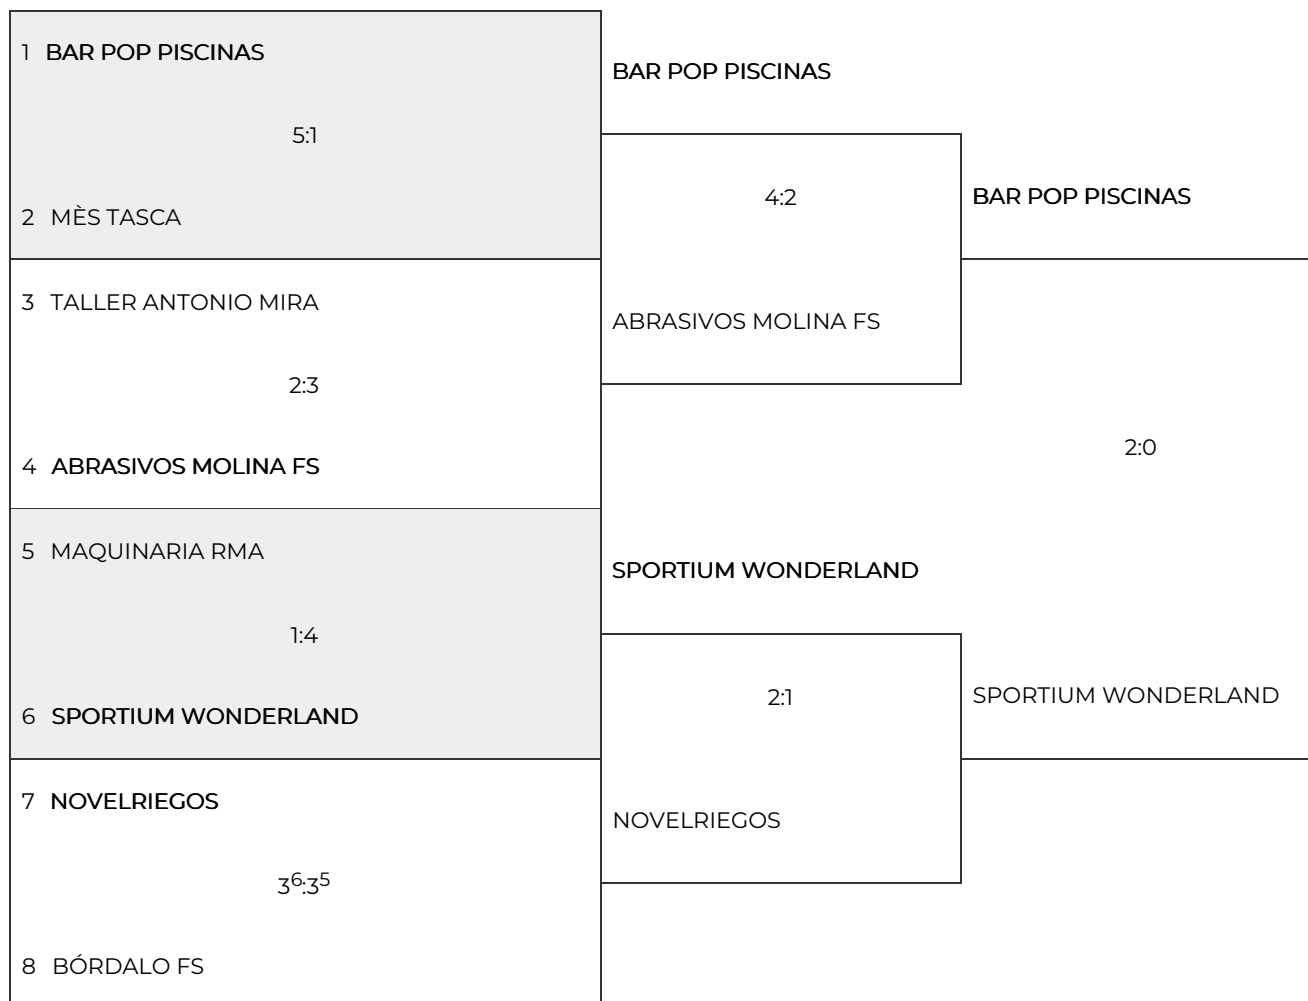 1 BAR POP PISCINAS
5:1
2 MÈS TASCA
3 TALLER ANTONIO MIRA
2:3
4 ABRASIVOS MOLINA FS
5 MAQUINARIA RMA
1:4
6 SPORTIUM WONDERLAND
7 NOVELRIEGOS
3⁶:3⁵
8 BÓRDALO FS
BAR POP PISCINAS
4:2
ABRASIVOS MOLINA FS
SPORTIUM WONDERLAND
2:1
NOVELRIEGOS
BAR POP PISCINAS
2:0
SPORTIUM WONDERLAND